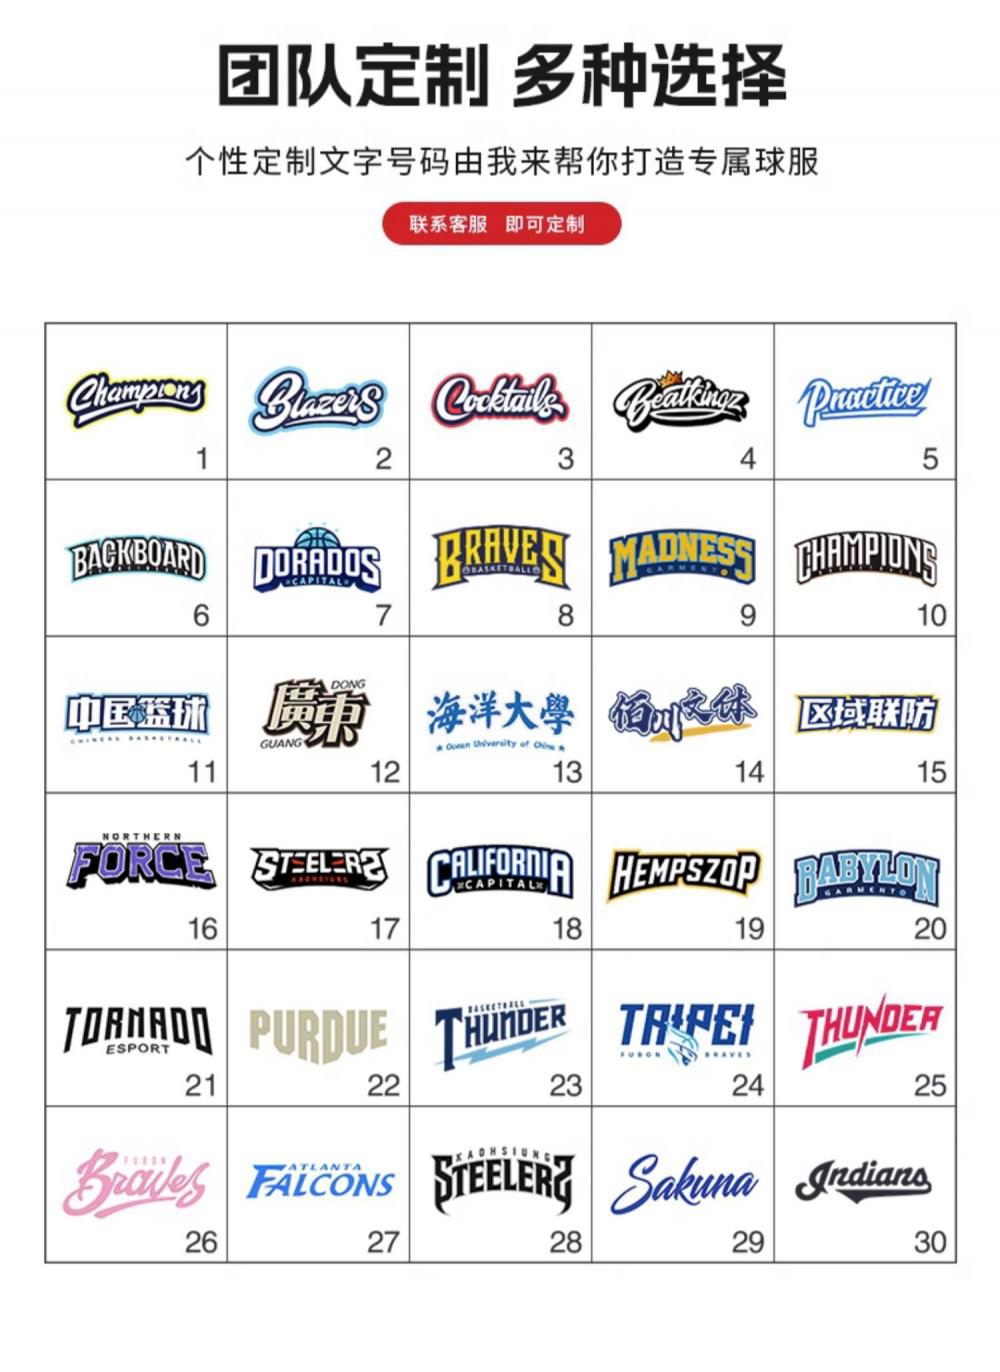 团队定制 多种选择
个性定制文字号码由我来帮你打造专属球服
联系客服 即可定制
Champions
1
Blazers
2
Cocktails
3
Beatkingz
4
Practice
5
BACKBOARD
6
DORADOS
CAPITAL
7
BRAVES
BASKETBALL
8
MADNESS
GARMENT
9
CHAMPIONS
10
中国篮球
CHINESE BASKETBALL
11
廣東
DONG
GUANG
12
海洋大學
Ocean University of China
13
佰川文体
14
区域联防
15
NORTHERN
FORCE
16
STEELERS
17
CALIFORNIA
CAPITAL
18
HEMPSZOP
19
BABYLON
GARMENTO
20
TORNADO
ESPORT
21
PURDUE
22
BASKETBALL
THUNDER
23
TAIPEI
FUBON BRAVES
24
THUNDER
25
FUBON
Braves
26
ATLANTA
FALCONS
27
KAOHSIUNG
STEELERS
28
Sakuna
29
Indians
30